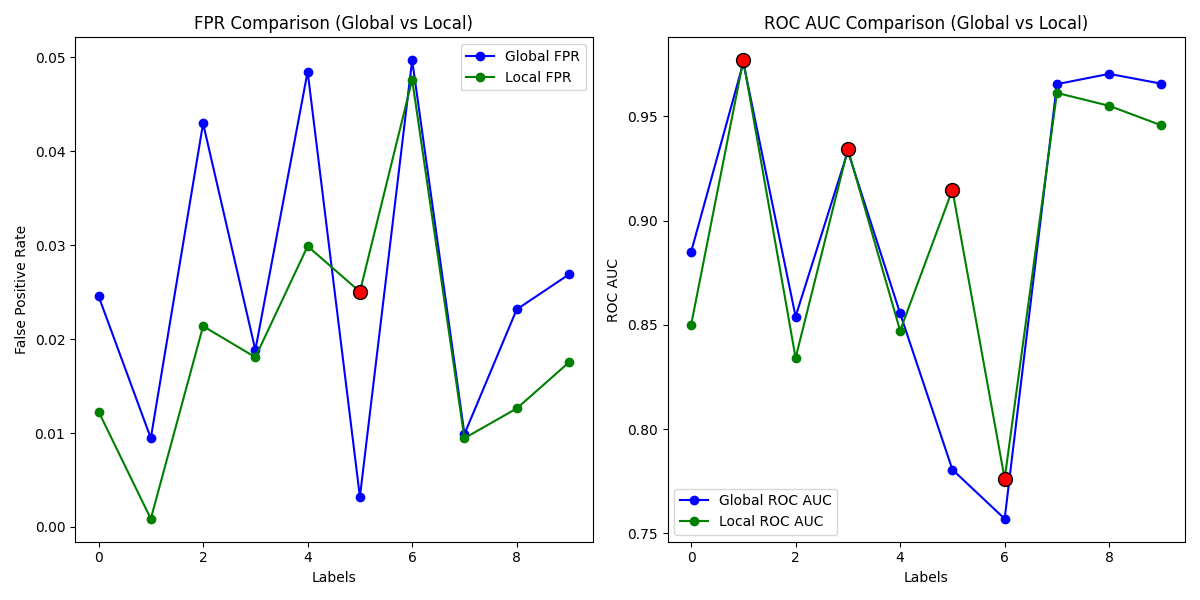 FPR Comparison (Global vs Local)
Global FPR
Local FPR
False Positive Rate
0.05
0.04
0.03
0.02
0.01
0.00
0 2 4 6 8
Labels
ROC AUC Comparison (Global vs Local)
ROC AUC
0.95
0.90
0.85
0.80
0.75
Global ROC AUC
Local ROC AUC
0 2 4 6 8
Labels